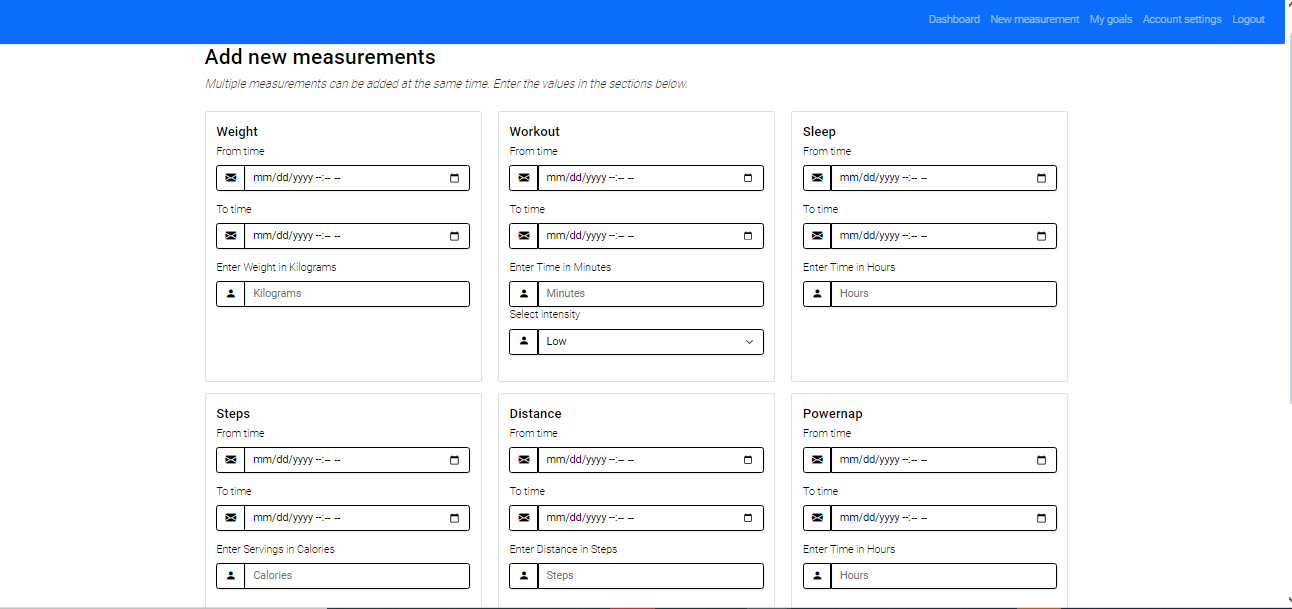 Dashboard New measurement My goals Account settings Logout
Add new measurements
Multiple measurements can be added at the same time. Enter the values in the sections below.
Weight
From time
mm/dd/yyyy --:-- --
To time
mm/dd/yyyy --:-- --
Enter Weight in Kilograms
Kilograms
Workout
From time
mm/dd/yyyy --:-- --
To time
mm/dd/yyyy --:-- --
Enter Time in Minutes
Minutes
Select intensity
Low
Sleep
From time
mm/dd/yyyy --:-- --
To time
mm/dd/yyyy --:-- --
Enter Time in Hours
Hours
Steps
From time
mm/dd/yyyy --:-- --
To time
mm/dd/yyyy --:-- --
Enter Servings in Calories
Calories
Distance
From time
mm/dd/yyyy --:-- --
To time
mm/dd/yyyy --:-- --
Enter Distance in Steps
Steps
Powernap
From time
mm/dd/yyyy --:-- --
To time
mm/dd/yyyy --:-- --
Enter Time in Hours
Hours